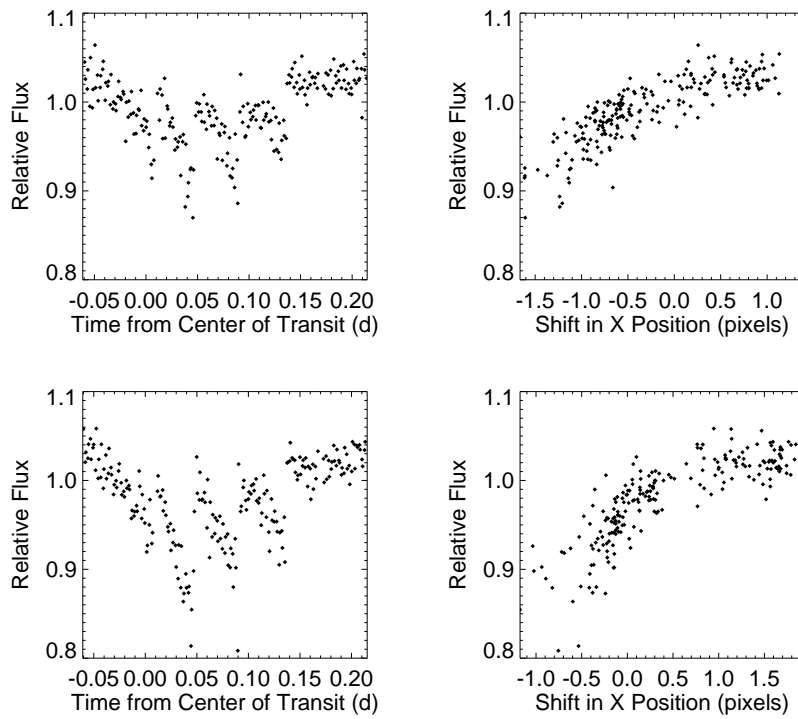 1.1
1.0
0.9
0.8
Relative Flux
-0.05 0.00 0.05 0.10 0.15 0.20
Time from Center of Transit (d)
1.1
1.0
0.9
0.8
Relative Flux
-1.5 -1.0 -0.5 0.0 0.5 1.0
Shift in X Position (pixels)
1.1
1.0
0.9
0.8
Relative Flux
-0.05 0.00 0.05 0.10 0.15 0.20
Time from Center of Transit (d)
1.1
1.0
0.9
0.8
Relative Flux
-1.0 -0.5 0.0 0.5 1.0 1.5
Shift in X Position (pixels)